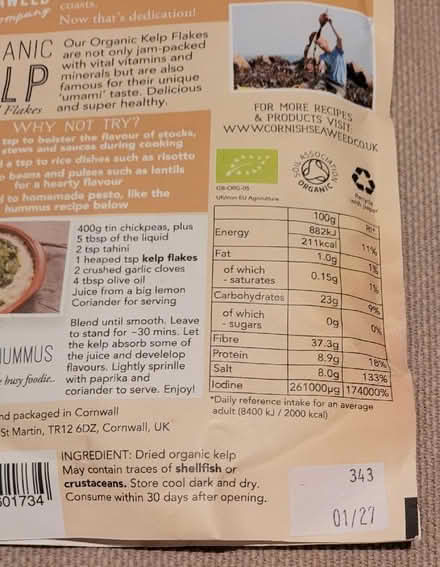 coasts.
Now that's dedication!
Our Organic Kelp Flakes
are not only jam-packed
with vital vitamins and
minerals but are also
famous for their unique
'umami' taste. Delicious
and super healthy.
ANIC
LP
Flakes
WHY NOT TRY?
tsp to bolster the flavour of stocks,
stews and sauces during cooking
a tsp to rice dishes such as risotto
beans and pulses such as lentils
for a hearty flavour
to homemade pesto, like the
hummus recipe below
FOR MORE RECIPES
& PRODUCTS VISIT
WWW.CORNISHSEAWEED.CO.UK
GB-ORG-05
UK/non EU Agriculture
SOIL ASSOCIATION
ORGANIC
Recycle
with paper
400g tin chickpeas, plus
5 tbsp of the liquid
2 tsp tahini
1 heaped tsp kelp flakes
2 crushed garlic cloves
4 tbsp olive oil
Juice from a big lemon
Coriander for serving
Blend until smooth. Leave
to stand for ~30 mins. Let
the kelp absorb some of
the juice and develelop
flavours. Lightly sprinlle
with paprika and
coriander to serve. Enjoy!
HUMMUS
busy foodie..
100g RI*
Energy 882kJ
211kcal 11%
Fat 1.0g 1%
of which
- saturates 0.15g 1%
Carbohydrates 23g 9%
of which
- sugars 0g 0%
Fibre 37.3g
Protein 8.9g 18%
Salt 8.0g 133%
Iodine 261000µg 174000%
*Daily reference intake for an average
adult (8400 kJ / 2000 kcal)
nd packaged in Cornwall
St Martin, TR12 6DZ, Cornwall, UK
INGREDIENT: Dried organic kelp
May contain traces of shellfish or
crustaceans. Store cool dark and dry.
Consume within 30 days after opening.
601734
343
01/27